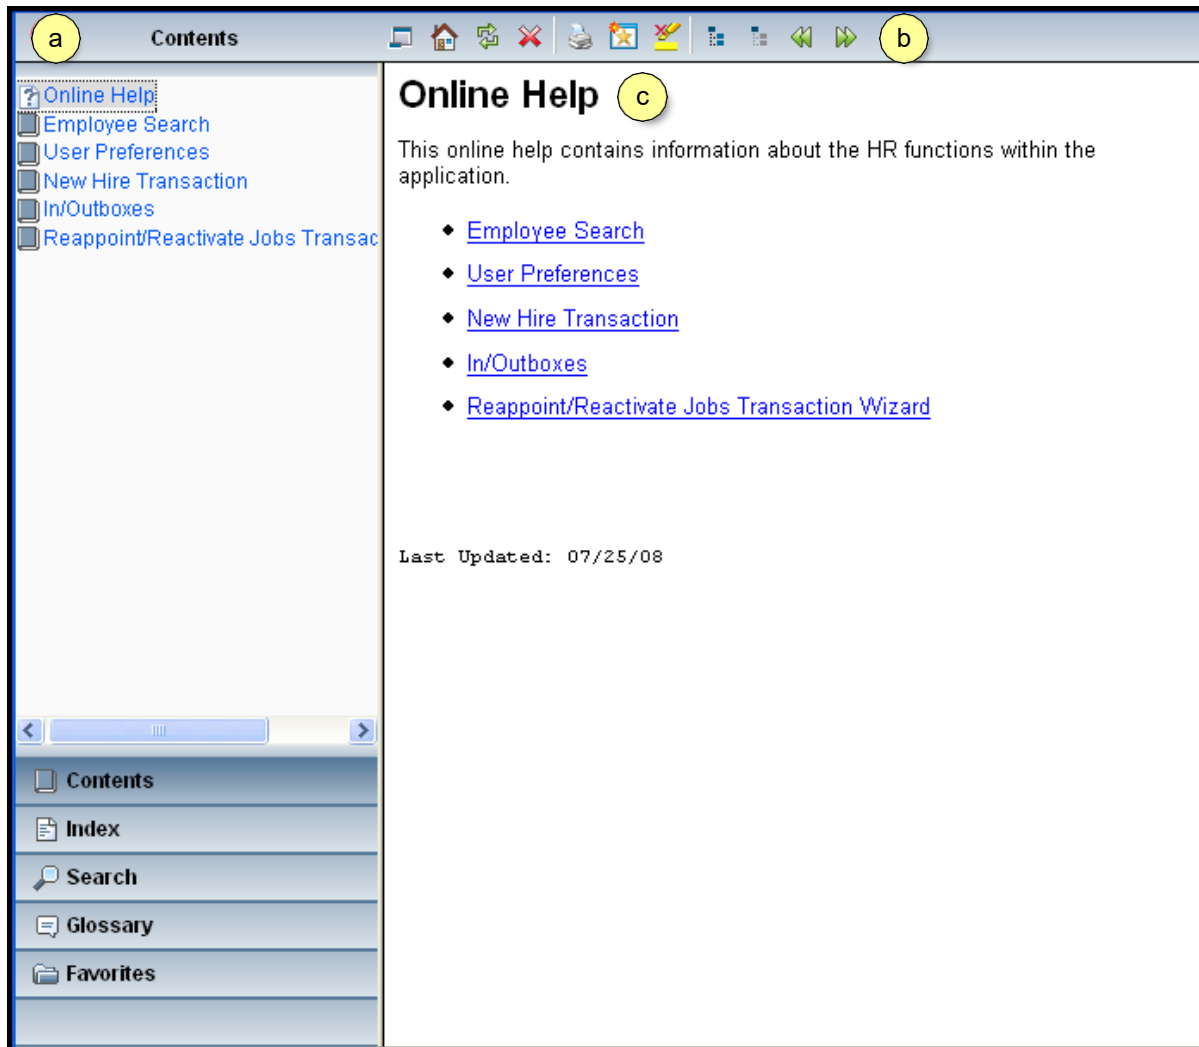 a
Contents
b
Online Help
Employee Search
User Preferences
New Hire Transaction
In/Outboxes
Reappoint/Reactivate Jobs Transac
Contents
Index
Search
Glossary
Favorites
Online Help
c
This online help contains information about the HR functions within the
application.
Employee Search
User Preferences
New Hire Transaction
In/Outboxes
Reappoint/Reactivate Jobs Transaction Wizard
Last Updated: 07/25/08